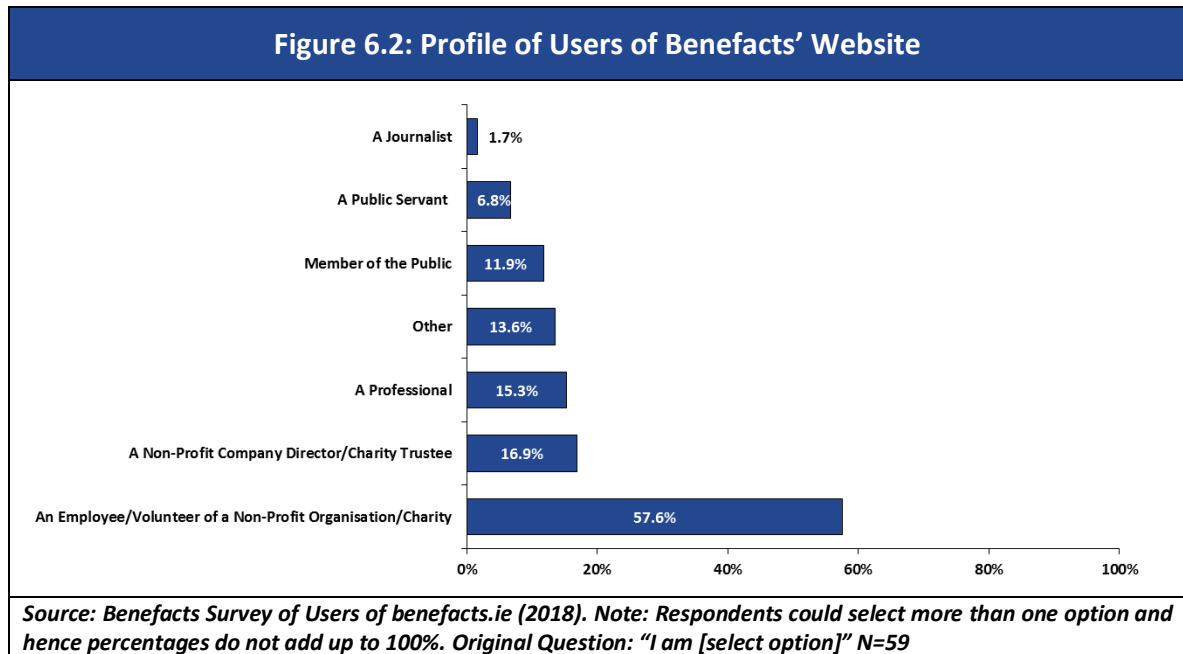 Figure 6.2: Profile of Users of Benefacts’ Website
A Journalist 1.7%
A Public Servant 6.8%
Member of the Public 11.9%
Other 13.6%
A Professional 15.3%
A Non-Profit Company Director/Charity Trustee 16.9%
An Employee/Volunteer of a Non-Profit Organisation/Charity 57.6%
0% 20% 40% 60% 80% 100%
Source: Benefacts Survey of Users of benefacts.ie (2018). Note: Respondents could select more than one option and
hence percentages do not add up to 100%. Original Question: “I am [select option]” N=59